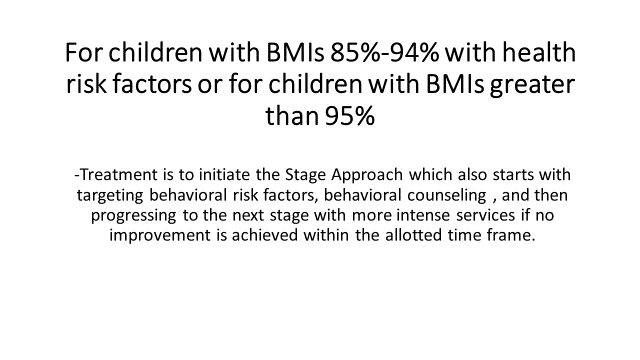 For children with BMIs 85%-94% with health
risk factors or for children with BMIs greater
than 95%
-Treatment is to initiate the Stage Approach which also starts with
targeting behavioral risk factors, behavioral counseling , and then
progressing to the next stage with more intense services if no
improvement is achieved within the allotted time frame.